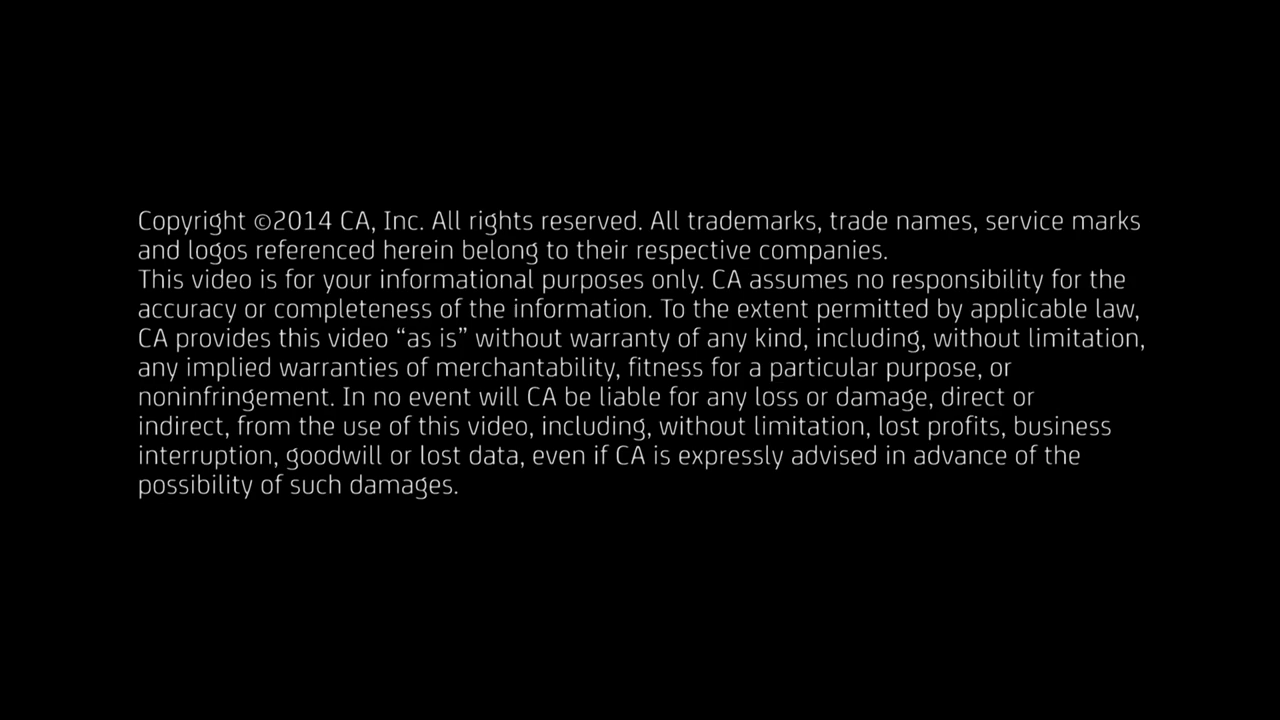 Copyright ©2014 CA, Inc. All rights reserved. All trademarks, trade names, service marks
and logos referenced herein belong to their respective companies.
This video is for your informational purposes only. CA assumes no responsibility for the
accuracy or completeness of the information. To the extent permitted by applicable law,
CA provides this video “as is” without warranty of any kind, including, without limitation,
any implied warranties of merchantability, fitness for a particular purpose, or
noninfringement. In no event will CA be liable for any loss or damage, direct or
indirect, from the use of this video, including, without limitation, lost profits, business
interruption, goodwill or lost data, even if CA is expressly advised in advance of the
possibility of such damages.